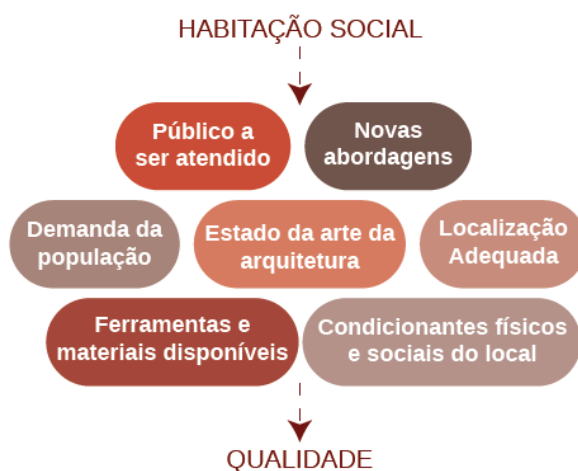 HABITAÇÃO SOCIAL
Público a
ser atendido
Novas
abordagens
Demanda da
população
Estado da arte da
arquitetura
Localização
Adequada
Ferramentas e
materiais disponíveis
Condicionantes físicos
e sociais do local
QUALIDADE